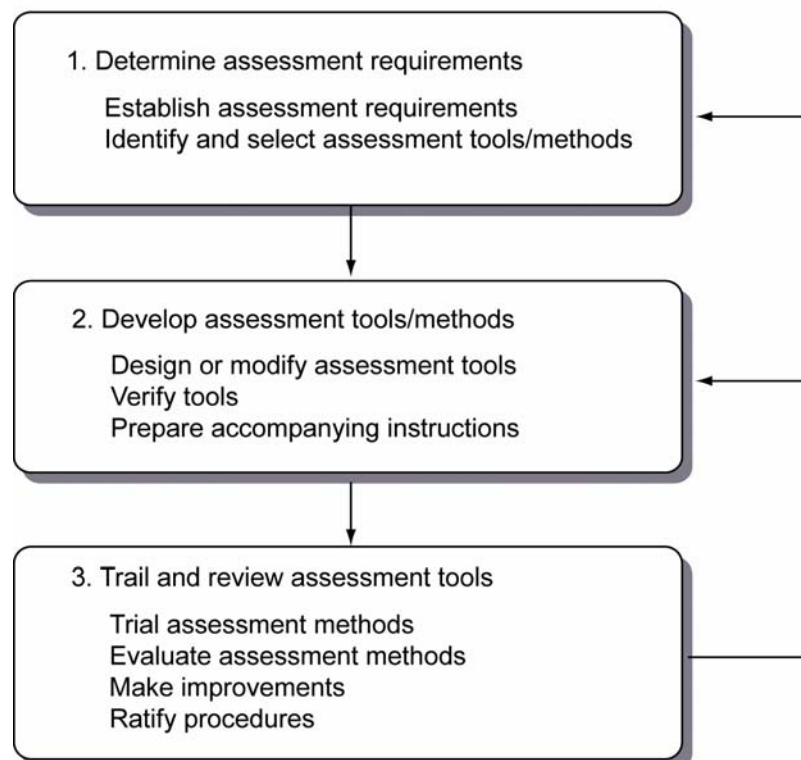 1. Determine assessment requirements
Establish assessment requirements
Identify and select assessment tools/methods
2. Develop assessment tools/methods
Design or modify assessment tools
Verify tools
Prepare accompanying instructions
3. Trail and review assessment tools
Trial assessment methods
Evaluate assessment methods
Make improvements
Ratify procedures